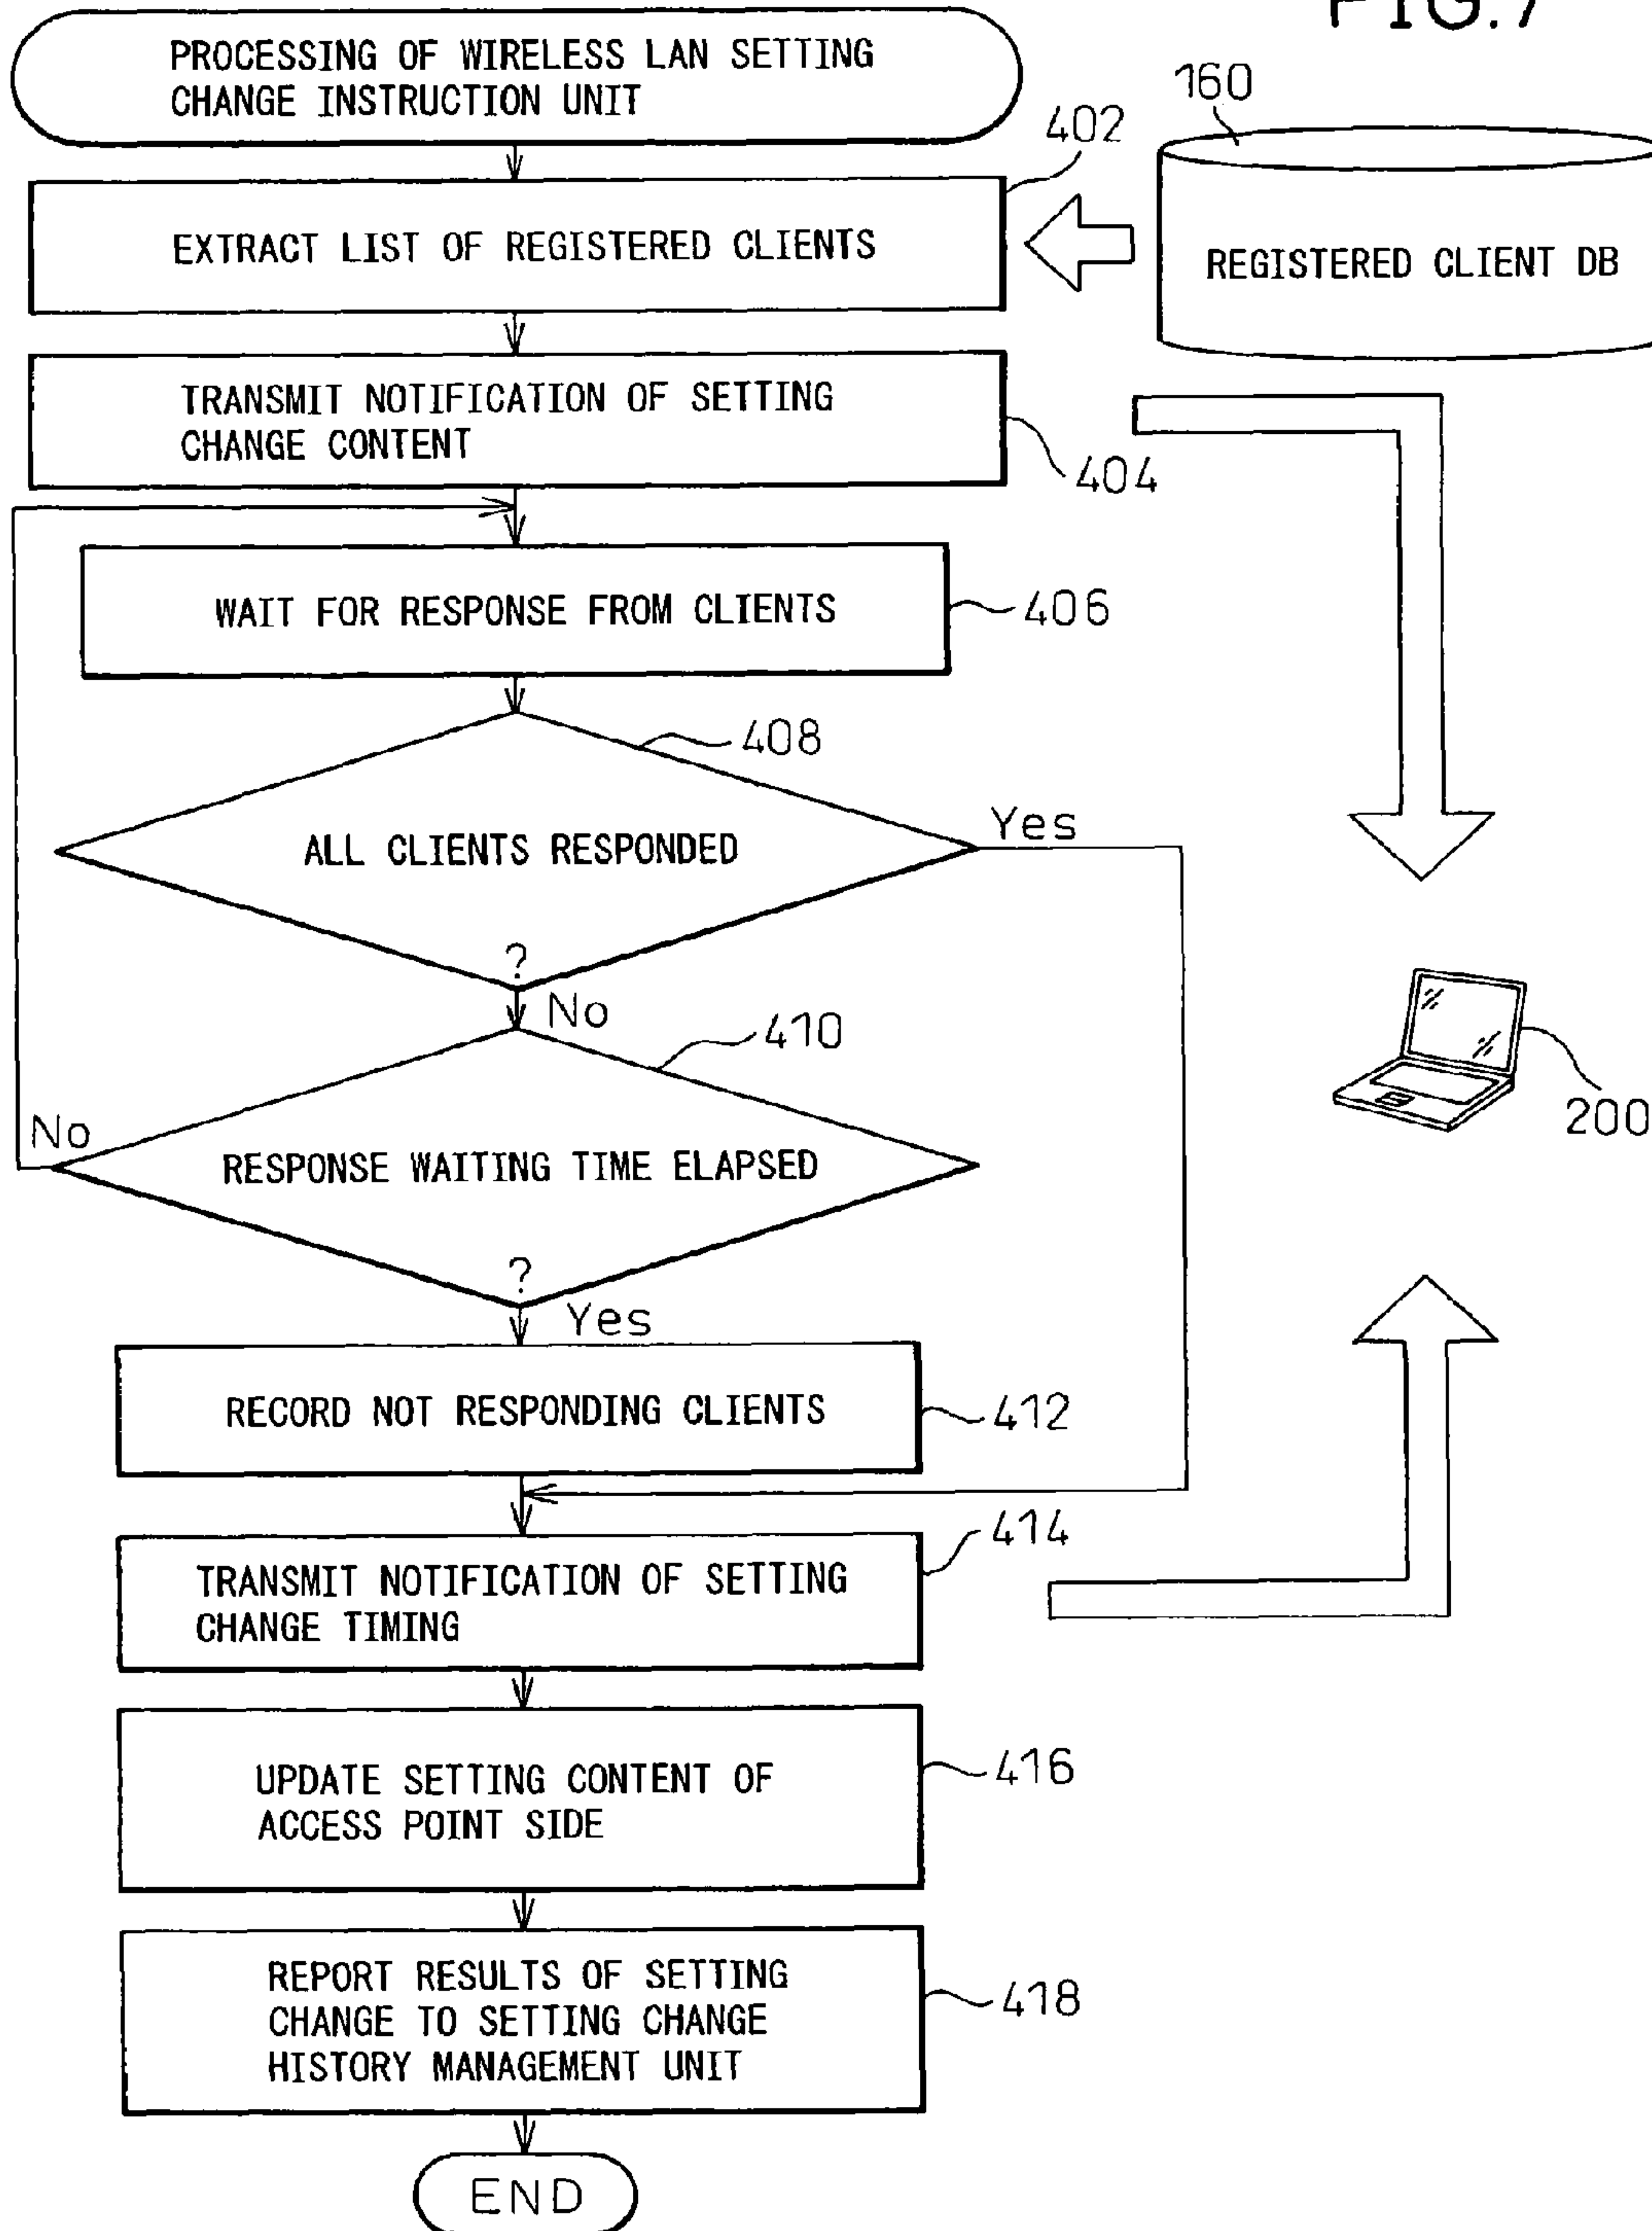 FIG.7
PROCESSING OF WIRELESS LAN SETTING
CHANGE INSTRUCTION UNIT
160
402
EXTRACT LIST OF REGISTERED CLIENTS
REGISTERED CLIENT DB
TRANSMIT NOTIFICATION OF SETTING
CHANGE CONTENT
404
WAIT FOR RESPONSE FROM CLIENTS
406
408
ALL CLIENTS RESPONDED
Yes
?
No
410
No
RESPONSE WAITING TIME ELAPSED
200
?
Yes
RECORD NOT RESPONDING CLIENTS
412
414
TRANSMIT NOTIFICATION OF SETTING
CHANGE TIMING
UPDATE SETTING CONTENT OF
ACCESS POINT SIDE
416
REPORT RESULTS OF SETTING
CHANGE TO SETTING CHANGE
HISTORY MANAGEMENT UNIT
418
END